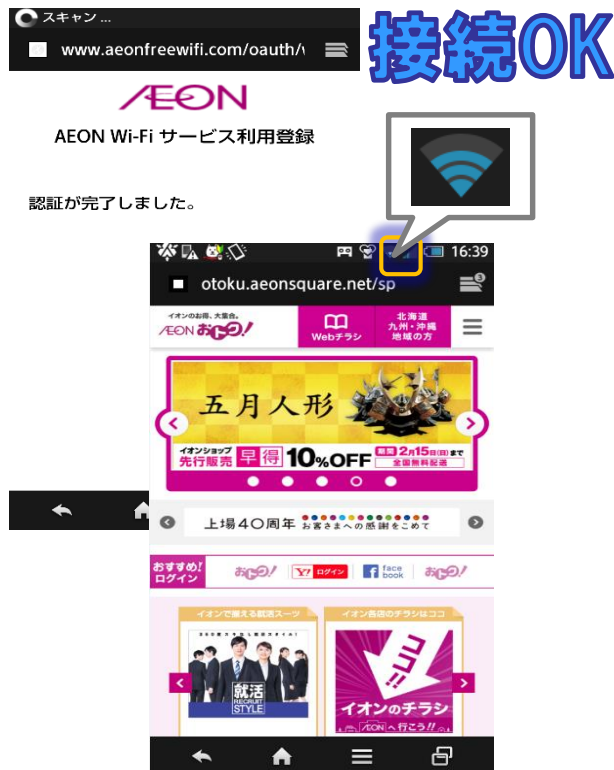 スキャン ...
接続OK
www.aeonfreewifi.com/oauth/
ÆON
AEON Wi-Fi サービス利用登録
認証が完了しました。
16:39
otoku.aeonsquare.net/sp
3
イオンのお得、大集合。
ÆON おトク!
Webチラシ
北海道
九州・沖縄
地域の方
五月人形
イオンショップ
先行販売
早得
10%OFF
期間 2月15日(日)まで
全国無料配送
上場40周年 お客さまへの感謝をこめて
おすすめ!
ログイン
おトク!
Y! ログイン
face
book
おトク!
イオンで揃える就活スーツ
イオン各店のチラシはココ
就活
RECRUIT
STYLE
ココ!!
イオンのチラシ
ÆON へ行こう!!